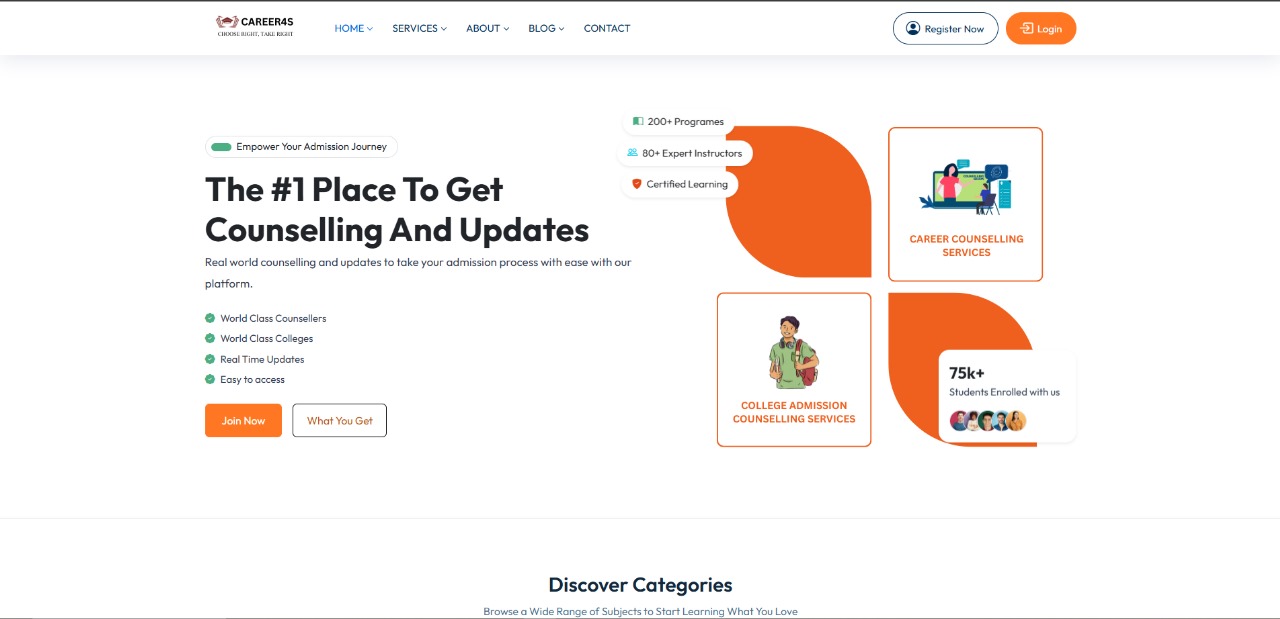 CAREER4S
CHOOSE RIGHT, TAKE RIGHT
HOME
SERVICES
ABOUT
BLOG
CONTACT
Register Now
Login
Empower Your Admission Journey
The #1 Place To Get
Counselling And Updates
Real world counselling and updates to take your admission process with ease with our
platform.
World Class Counsellers
World Class Colleges
Real Time Updates
Easy to access
Join Now
What You Get
200+ Programes
80+ Expert Instructors
Certified Learning
CAREER COUNSELLING
SERVICES
COLLEGE ADMISSION
COUNSELLING SERVICES
75k+
Students Enrolled with us
Discover Categories
Browse a Wide Range of Subjects to Start Learning What You Love